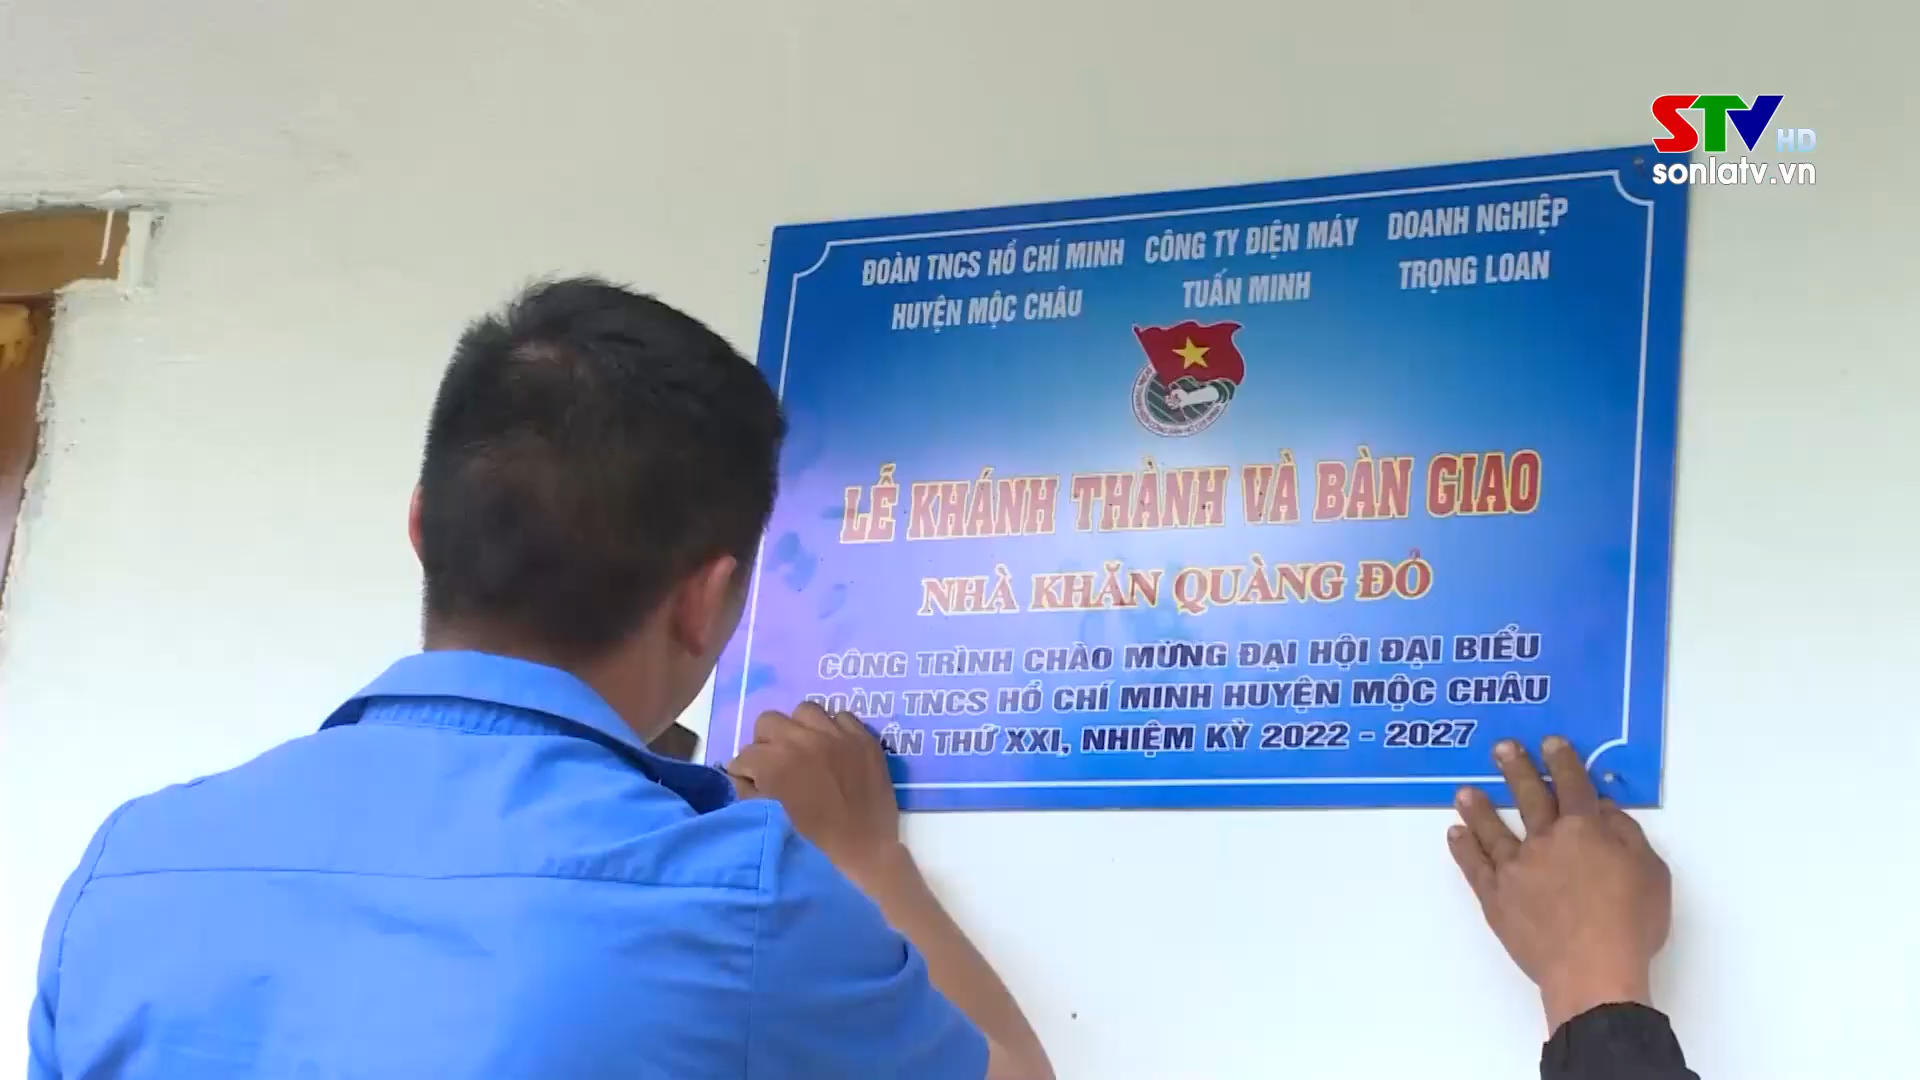 STV HD
sonlatv.vn
ĐOÀN TNCS HỒ CHÍ MINH
HUYỆN MỘC CHÂU
CÔNG TY ĐIỆN MÁY
TUẤN MINH
DOANH NGHIỆP
TRỌNG LOAN
LỄ KHÁNH THÀNH VÀ BÀN GIAO
NHÀ KHĂN QUÀNG ĐỎ
CÔNG TRÌNH CHÀO MỪNG ĐẠI HỘI ĐẠI BIỂU
ĐOÀN TNCS HỒ CHÍ MINH HUYỆN MỘC CHÂU
LẦN THỨ XXI, NHIỆM KỲ 2022 - 2027